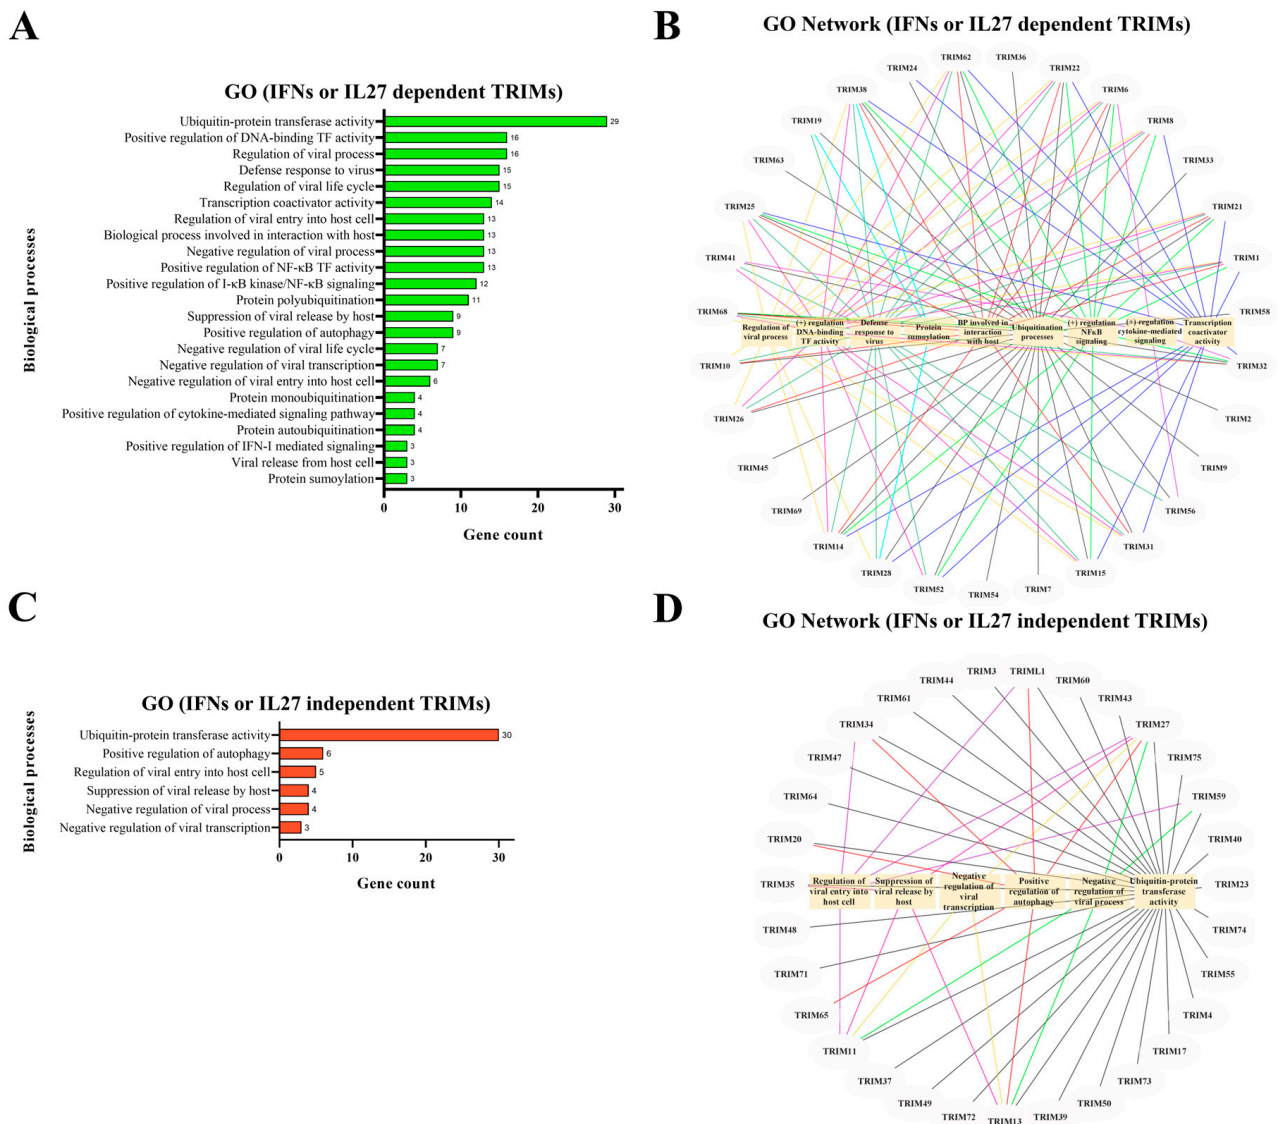 A
GO (IFNs or IL27 dependent TRIMs)
Biological processes
Ubiquitin-protein transferase activity 29
Positive regulation of DNA-binding TF activity 16
Regulation of viral process 16
Defense response to virus 15
Regulation of viral life cycle 15
Transcription coactivator activity 14
Regulation of viral entry into host cell 13
Biological process involved in interaction with host 13
Negative regulation of viral process 13
Positive regulation of NF-κB TF activity 13
Positive regulation of I-κB kinase/NF-κB signaling 12
Protein polyubiquitination 11
Suppression of viral release by host 9
Positive regulation of autophagy 9
Negative regulation of viral life cycle 7
Negative regulation of viral transcription 7
Negative regulation of viral entry into host cell 6
Protein monoubiquitination 4
Positive regulation of cytokine-mediated signaling pathway 4
Protein autoubiquitination 4
Positive regulation of IFN-I mediated signaling 3
Viral release from host cell 3
Protein sumoylation 3
0 10 20 30
Gene count
B
GO Network (IFNs or IL27 dependent TRIMs)
TRIM62
TRIM36
TRIM24
TRIM22
TRIM38
TRIM6
TRIM19
TRIM8
TRIM63
TRIM33
TRIM25
TRIM21
TRIM41
TRIM1
TRIM68
TRIM58
Regulation of
viral process
(+) regulation
DNA-binding
TF activity
Defense
response to
virus
Protein
sumoylation
BP involved in
interaction
with host
Ubiquitination
processes
(+) regulation
NFκB
signaling
(+) regulation
cytokine-mediated
signaling
Transcription
coactivator
activity
TRIM10
TRIM32
TRIM26
TRIM2
TRIM45
TRIM9
TRIM69
TRIM56
TRIM14
TRIM31
TRIM28
TRIM15
TRIM52
TRIM54
TRIM7
C
GO (IFNs or IL27 independent TRIMs)
Biological processes
Ubiquitin-protein transferase activity 30
Positive regulation of autophagy 6
Regulation of viral entry into host cell 5
Suppression of viral release by host 4
Negative regulation of viral process 4
Negative regulation of viral transcription 3
0 10 20 30
Gene count
D
GO Network (IFNs or IL27 independent TRIMs)
TRIM3
TRIML1
TRIM44
TRIM60
TRIM61
TRIM43
TRIM34
TRIM27
TRIM47
TRIM75
TRIM64
TRIM59
TRIM20
TRIM40
TRIM35
TRIM23
Regulation of
viral entry into
host cell
Suppression of
viral release by
host
Negative
regulation of
viral
transcription
Positive
regulation of
autophagy
Negative
regulation of
viral process
Ubiquitin-protein
transferase
activity
TRIM48
TRIM74
TRIM71
TRIM55
TRIM65
TRIM4
TRIM11
TRIM17
TRIM37
TRIM73
TRIM49
TRIM50
TRIM72
TRIM13
TRIM39